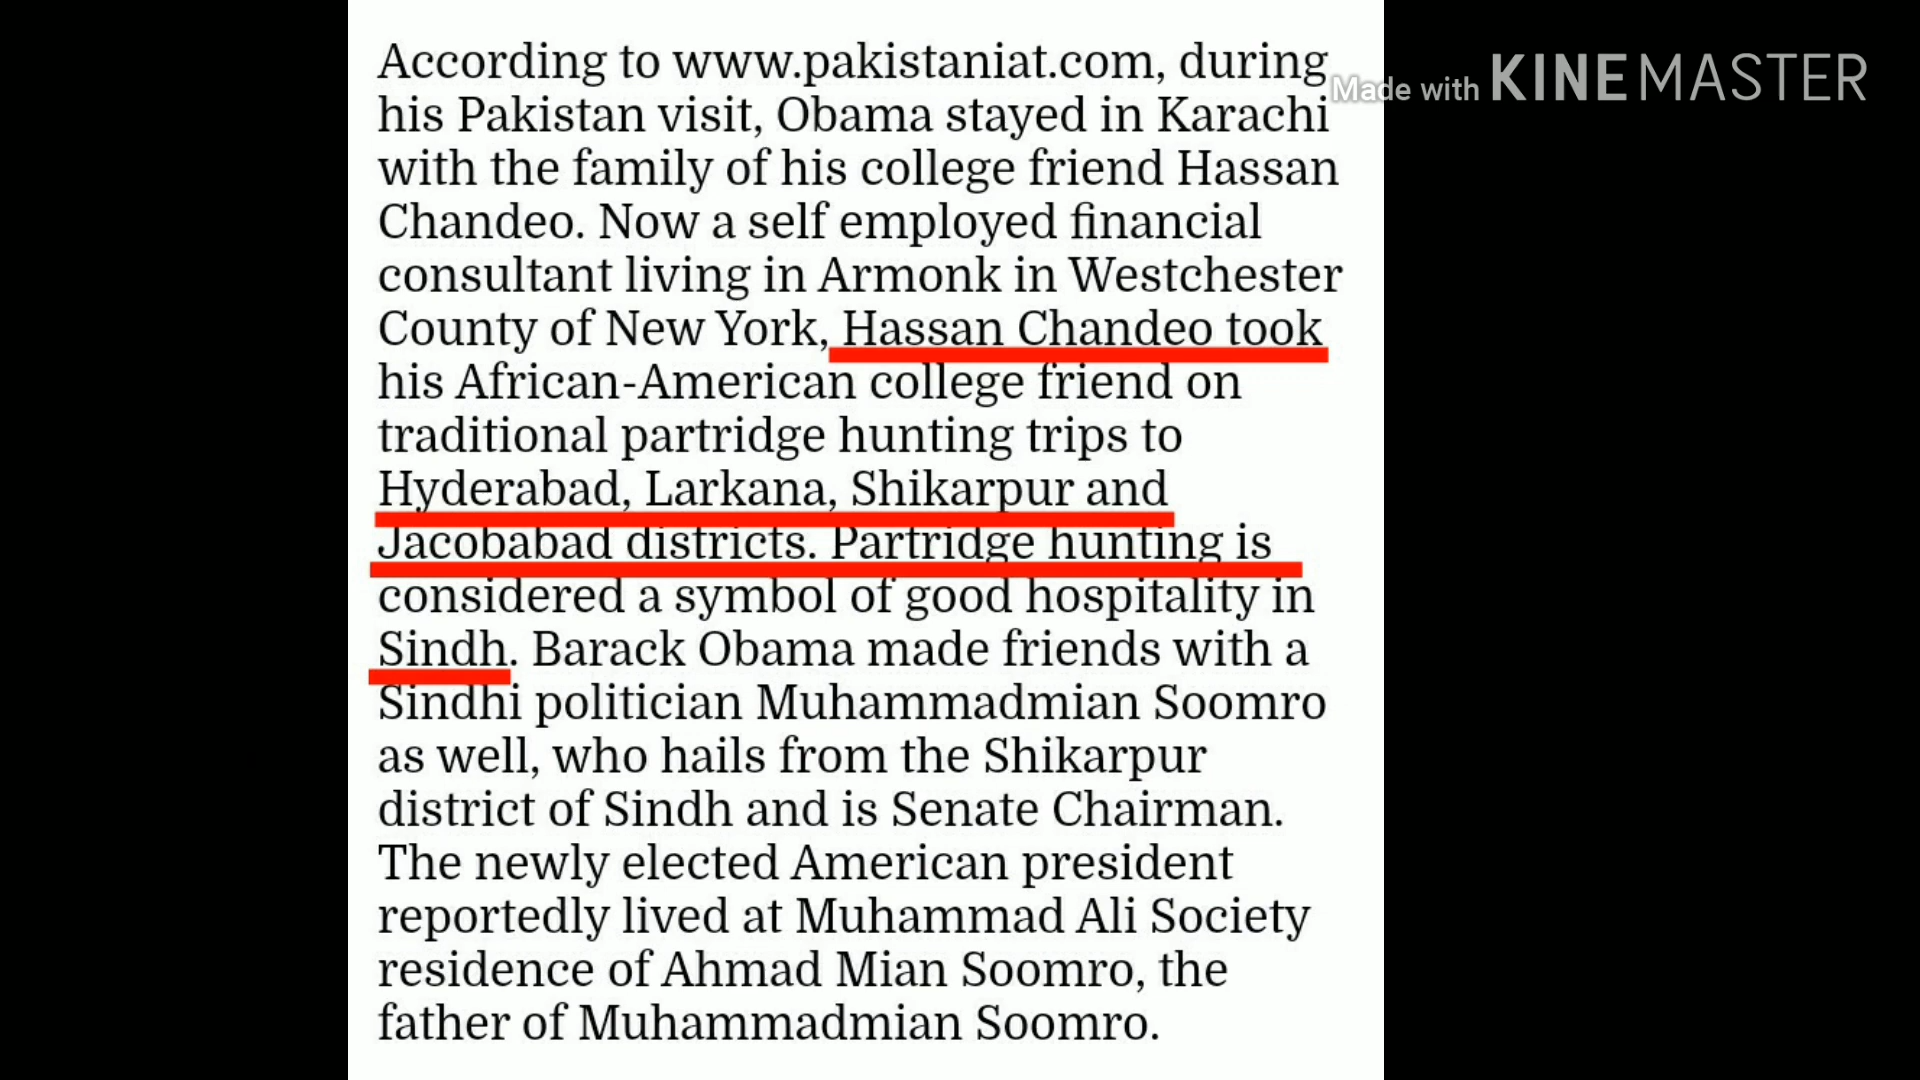 According to www.pakistaniat.com, during
his Pakistan visit, Obama stayed in Karachi
with the family of his college friend Hassan
Chandeo. Now a self employed financial
consultant living in Armonk in Westchester
County of New York, Hassan Chandeo took
his African-American college friend on
traditional partridge hunting trips to
Hyderabad, Larkana, Shikarpur and
Jacobabad districts. Partridge hunting is
considered a symbol of good hospitality in
Sindh. Barack Obama made friends with a
Sindhi politician Muhammadmian Soomro
as well, who hails from the Shikarpur
district of Sindh and is Senate Chairman.
The newly elected American president
reportedly lived at Muhammad Ali Society
residence of Ahmad Mian Soomro, the
father of Muhammadmian Soomro.
Made with KINEMASTER